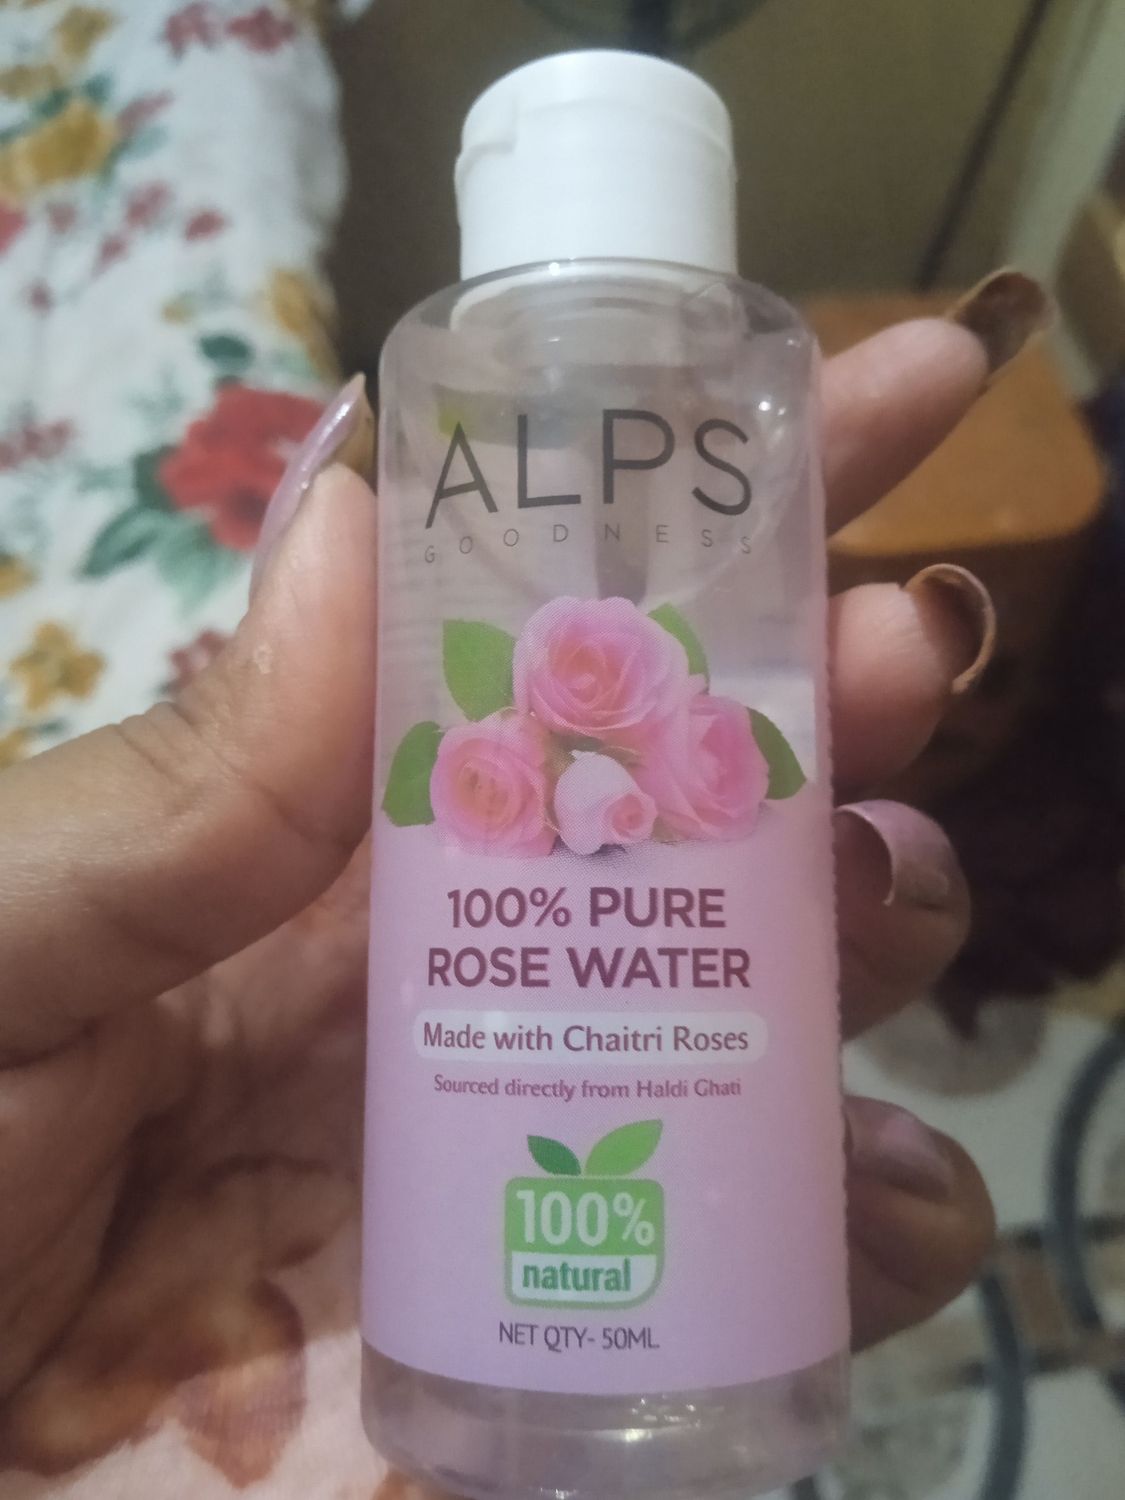 ALPS
GOODNESS
100% PURE
ROSE WATER
Made with Chaitri Roses
Sourced directly from Haldi Ghati
100%
natural
NET QTY- 50ML